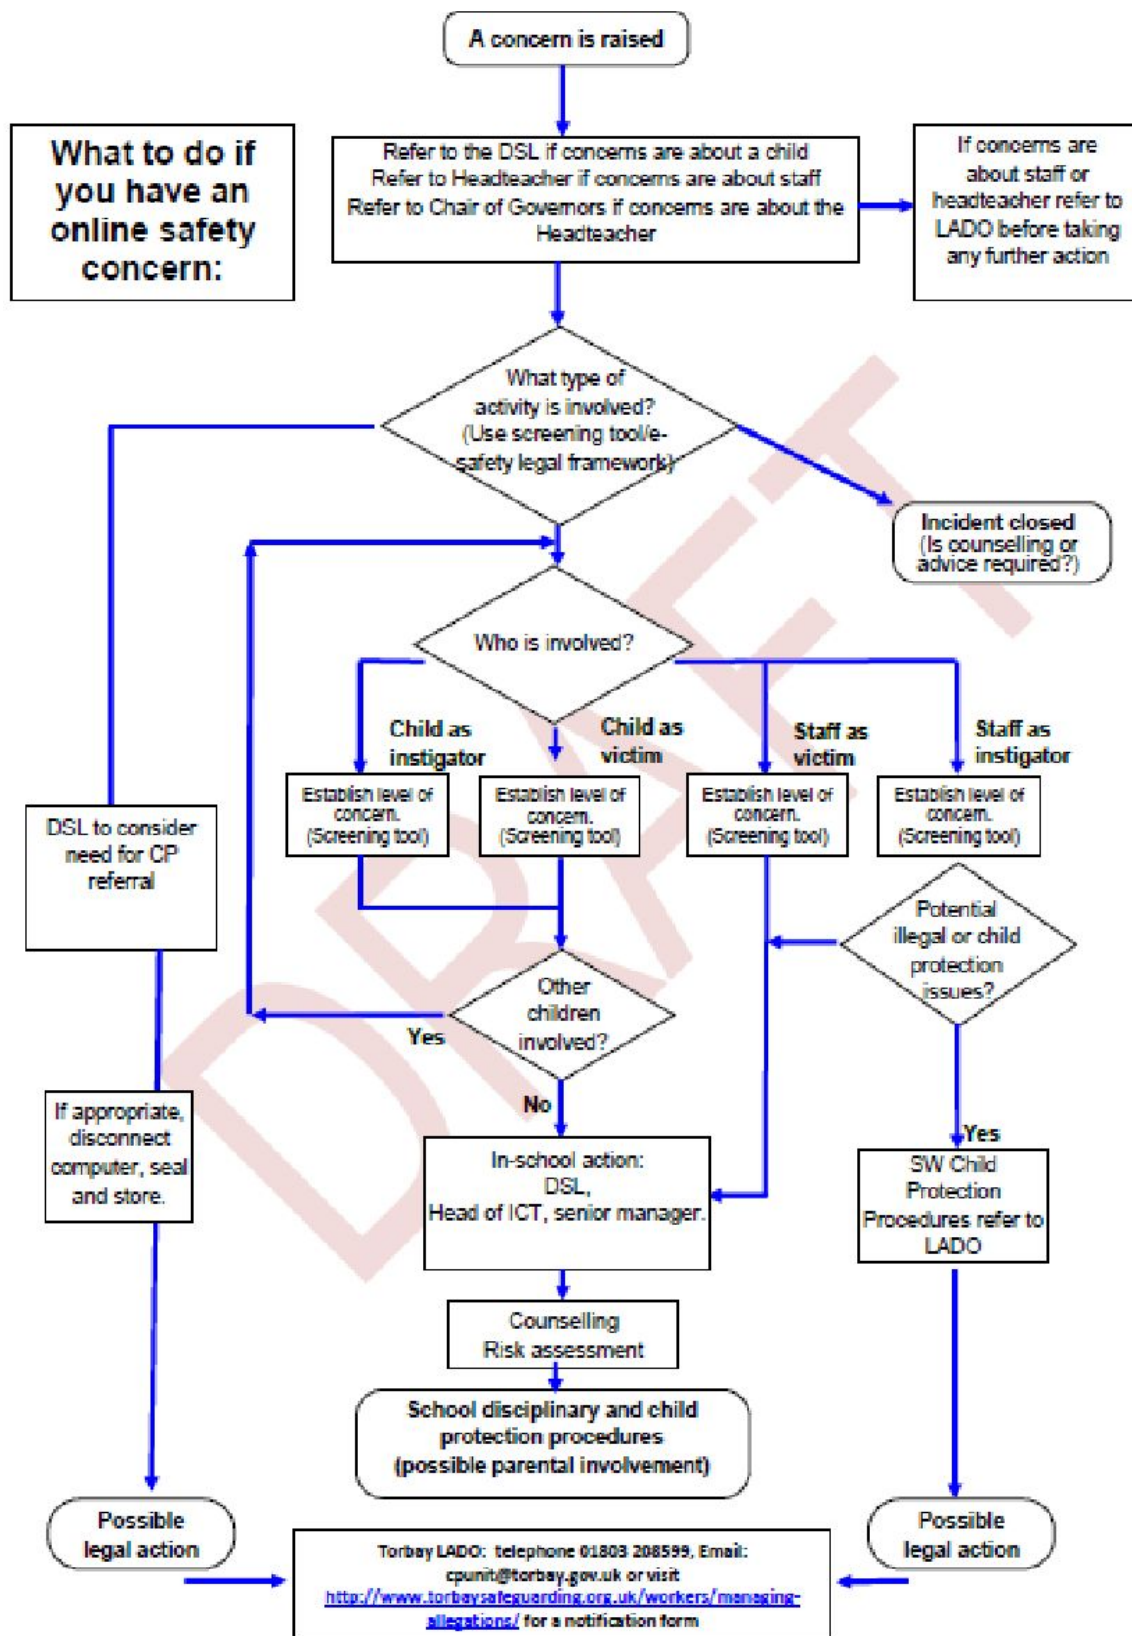 A concern is raised
What to do if
you have an
online safety
concern:
Refer to the DSL if concerns are about a child
Refer to Headteacher if concerns are about staff
Refer to Chair of Governors if concerns are about the
Headteacher
If concerns are
about staff or
headteacher refer to
LADO before taking
any further action
What type of
activity is involved?
(Use screening tool/e-
safety legal framework)
Incident closed
(Is counselling or
advice required?)
Who is involved?
Child as
instigator
Child as
victim
Staff as
victim
Staff as
instigator
Establish level of
concern.
(Screening tool)
Establish level of
concern.
(Screening tool)
Establish level of
concern.
(Screening tool)
Establish level of
concern.
(Screening tool)
DSL to consider
need for CP
referral
Potential
illegal or child
protection
issues?
Other
children
involved?
Yes
No
Yes
If appropriate,
disconnect
computer, seal
and store.
In-school action:
DSL,
Head of ICT, senior manager.
SW Child
Protection
Procedures refer to
LADO
Counselling
Risk assessment
School disciplinary and child
protection procedures
(possible parental involvement)
Possible
legal action
Possible
legal action
Torbay LADO: telephone 01803 208599, Email:
cpunit@torbay.gov.uk or visit
http://www.torbaysafeguarding.org.uk/workers/managing-
allegations/ for a notification form
DRAFT